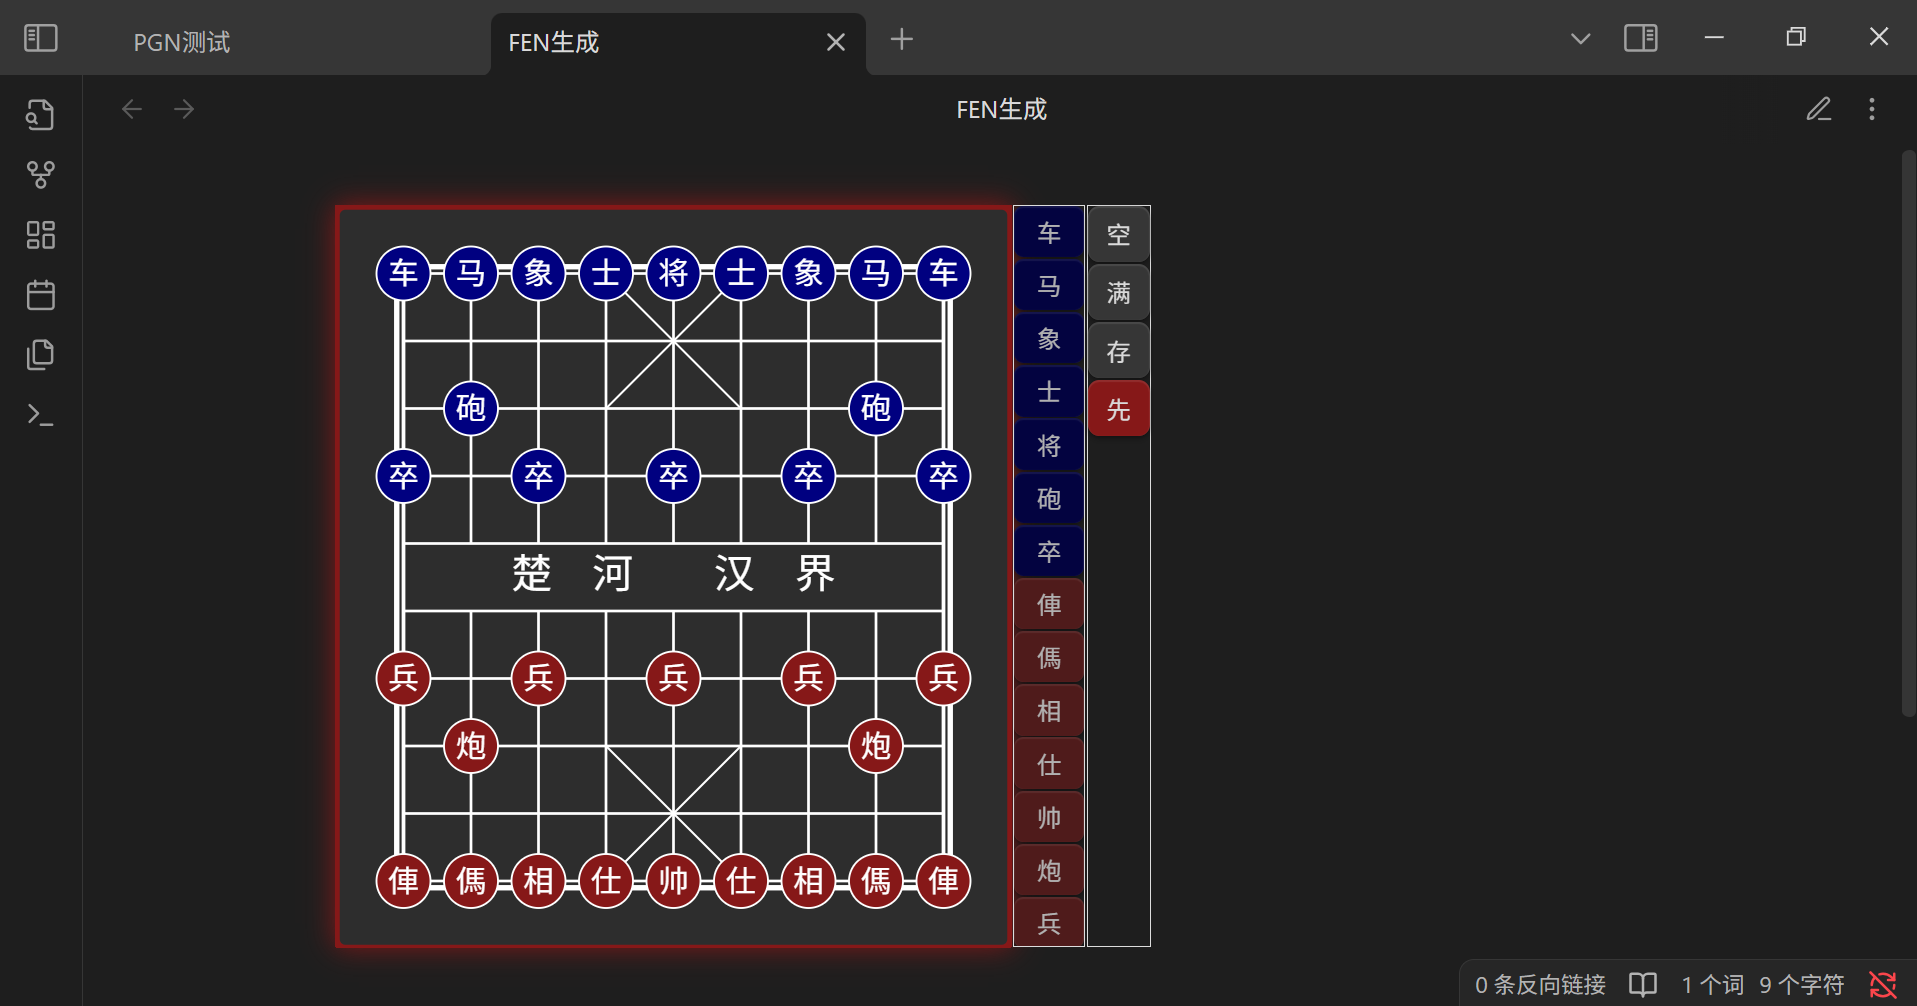 PGN测试
FEN生成
FEN生成
车马象士将士象马车
砲 砲
卒 卒 卒 卒 卒
楚 河 汉 界
兵 兵 兵 兵 兵
炮 炮
俥傌相仕帅仕相傌俥
车
马
象
士
将
砲
卒
俥
傌
相
仕
帅
炮
兵
空
满
存
先
0 条反向链接 1 个词 9 个字符